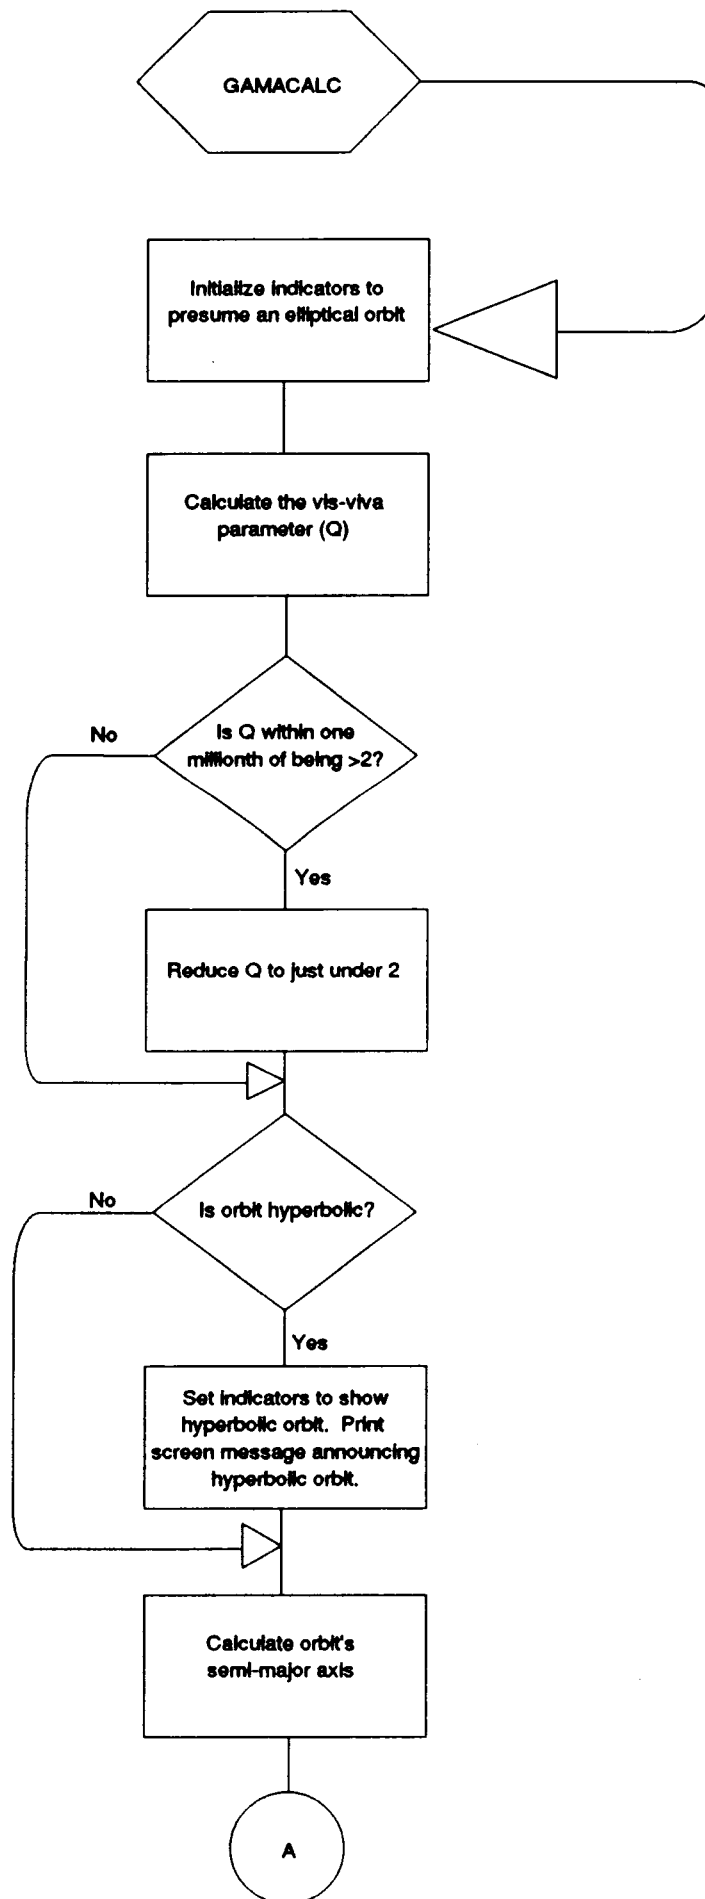 GAMACALC
Initialize indicators to
presume an elliptical orbit
Calculate the vis-viva
parameter (Q)
No
Is Q within one
millionth of being >2?
Yes
Reduce Q to just under 2
No
Is orbit hyperbolic?
Yes
Set indicators to show
hyperbolic orbit. Print
screen message announcing
hyperbolic orbit.
Calculate orbit's
semi-major axis
A